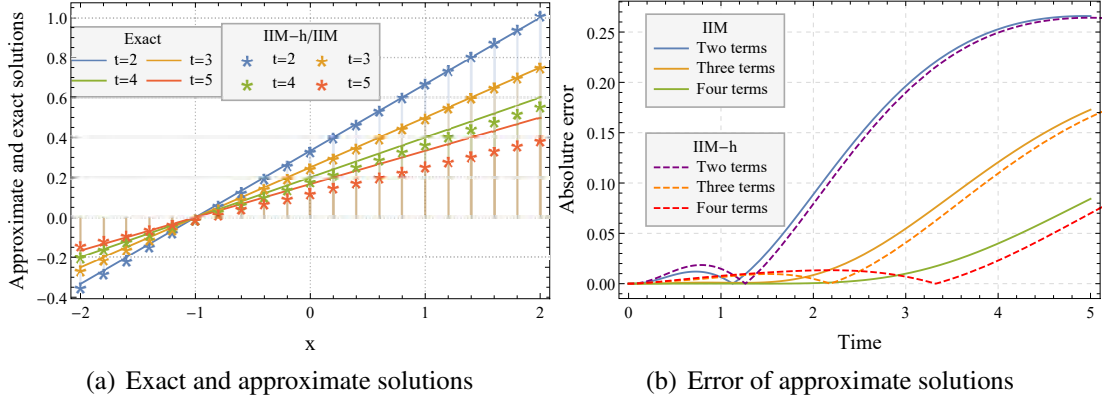 Approximate and exact solutions
1.0
0.8
0.6
0.4
0.2
0.0
−0.2
−0.4
−2
−1
0
1
2
x
Exact
t=2
t=3
t=4
t=5
IIM−h/IIM
t=2
t=3
t=4
t=5
(a) Exact and approximate solutions
Absolutre error
0.25
0.20
0.15
0.10
0.05
0.00
0
1
2
3
4
5
Time
IIM
Two terms
Three terms
Four terms
IIM−h
Two terms
Three terms
Four terms
(b) Error of approximate solutions